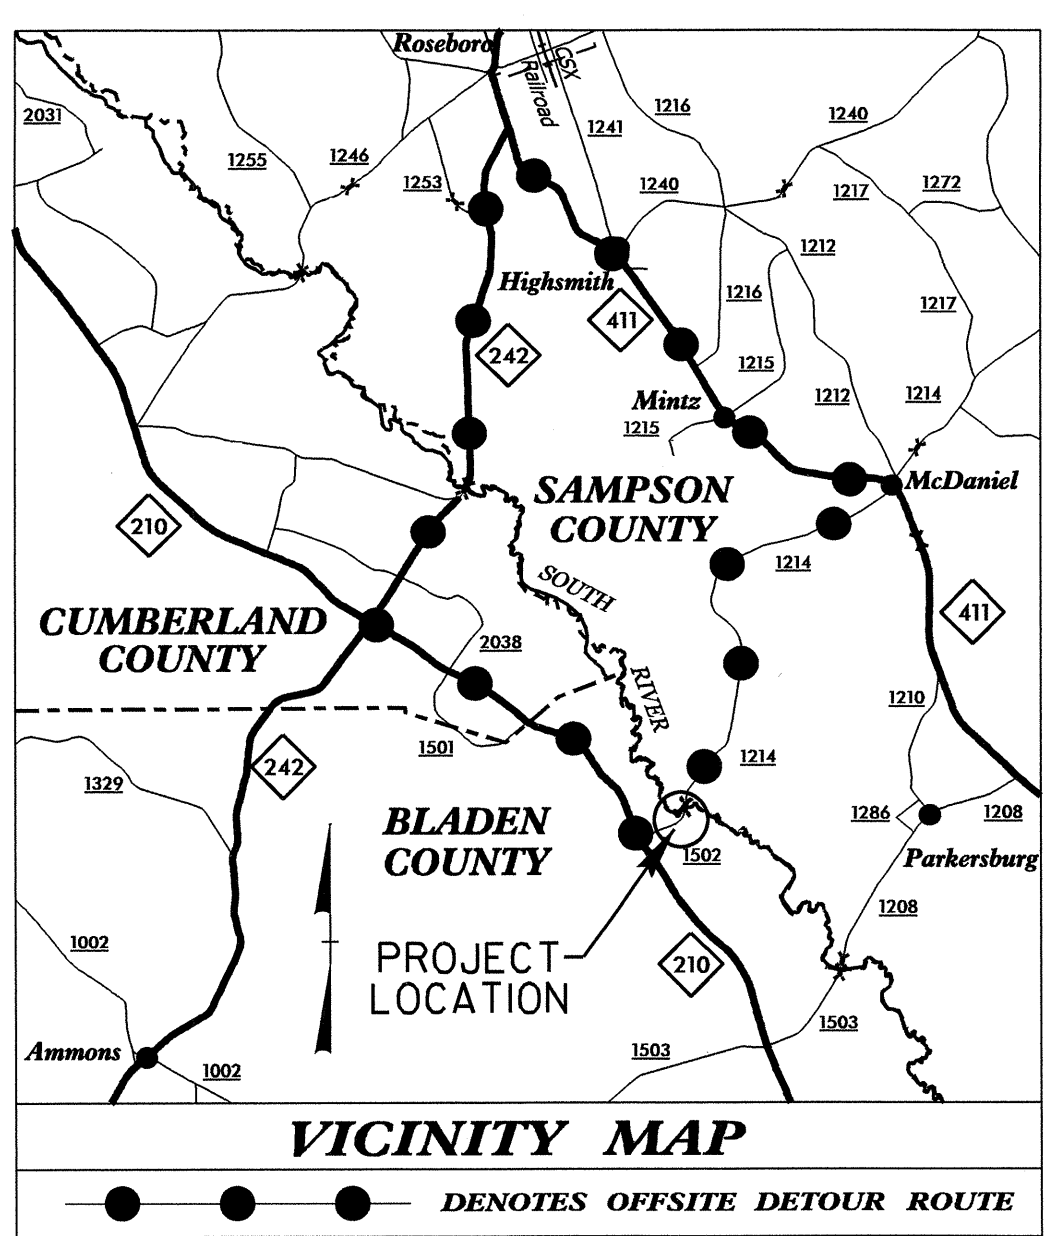 Roseboro
CSX
Railroad
2031
1216
1240
1241
1255
1246
1253
1240
1217
1272
1212
Highsmith
1216
411
1217
242
1215
Mintz
1215
1212
1214
McDaniel
SAMPSON
COUNTY
210
1214
SOUTH
RIVER
411
CUMBERLAND
COUNTY
2038
1210
1501
242
1214
1329
BLADEN
COUNTY
1286
1208
1502
Parkersburg
1208
1002
PROJECT
LOCATION
210
1503
1503
Ammons
1002
VICINITY MAP
DENOTES OFFSITE DETOUR ROUTE